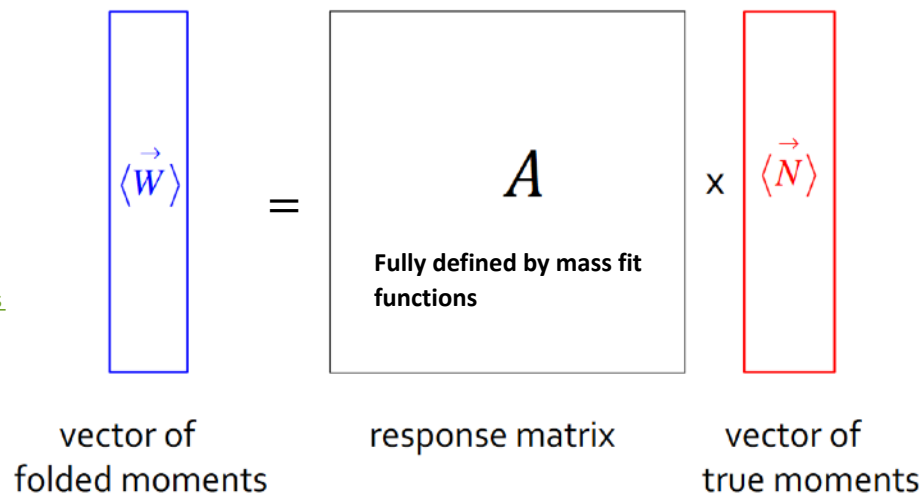 ⟨W⃗⟩ = A x ⟨N⃗⟩
Fully defined by mass fit
functions
vector of
folded moments
response matrix
vector of
true moments